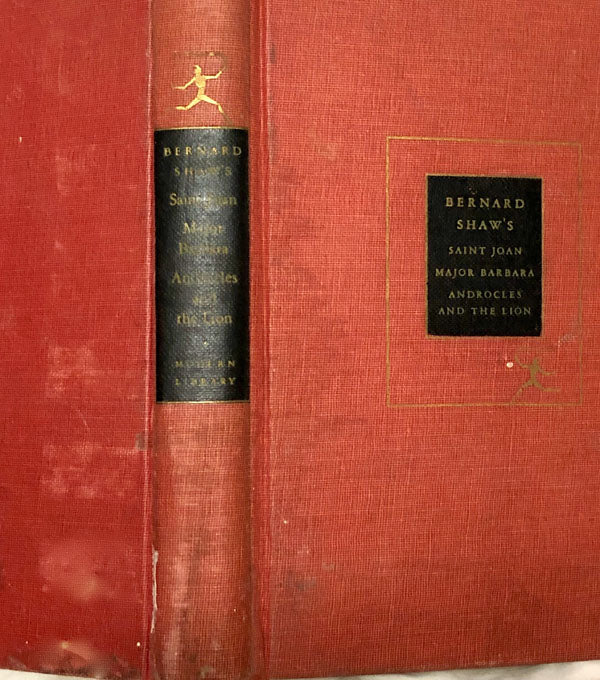 BERNARD
SHAW'S
Saint Joan
Major
Barbara
Androcles
and
the Lion
MODERN
LIBRARY
BERNARD
SHAW'S
SAINT JOAN
MAJOR BARBARA
ANDROCLES
AND THE LION